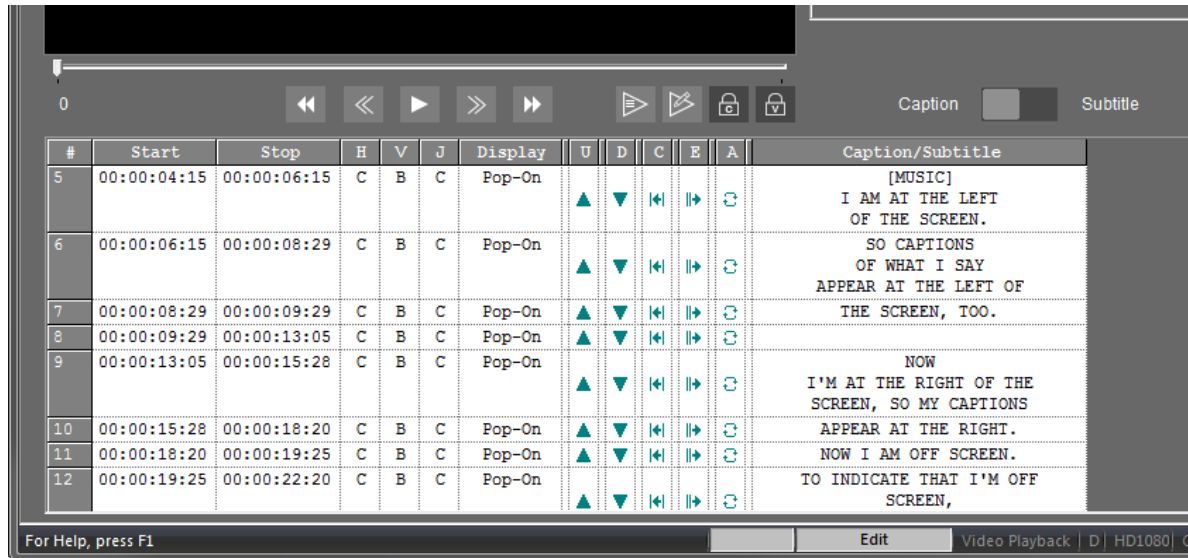 0
Caption Subtitle
# Start Stop H V J Display U D C E A Caption/Subtitle
5 00:00:04:15 00:00:06:15 C B C Pop-On [MUSIC]
I AM AT THE LEFT
OF THE SCREEN.
6 00:00:06:15 00:00:08:29 C B C Pop-On SO CAPTIONS
OF WHAT I SAY
APPEAR AT THE LEFT OF
7 00:00:08:29 00:00:09:29 C B C Pop-On THE SCREEN, TOO.
8 00:00:09:29 00:00:13:05 C B C Pop-On
9 00:00:13:05 00:00:15:28 C B C Pop-On NOW
I'M AT THE RIGHT OF THE
SCREEN, SO MY CAPTIONS
10 00:00:15:28 00:00:18:20 C B C Pop-On APPEAR AT THE RIGHT.
11 00:00:18:20 00:00:19:25 C B C Pop-On NOW I AM OFF SCREEN.
12 00:00:19:25 00:00:22:20 C B C Pop-On TO INDICATE THAT I'M OFF
SCREEN,
For Help, press F1 Edit Video Playback D HD1080